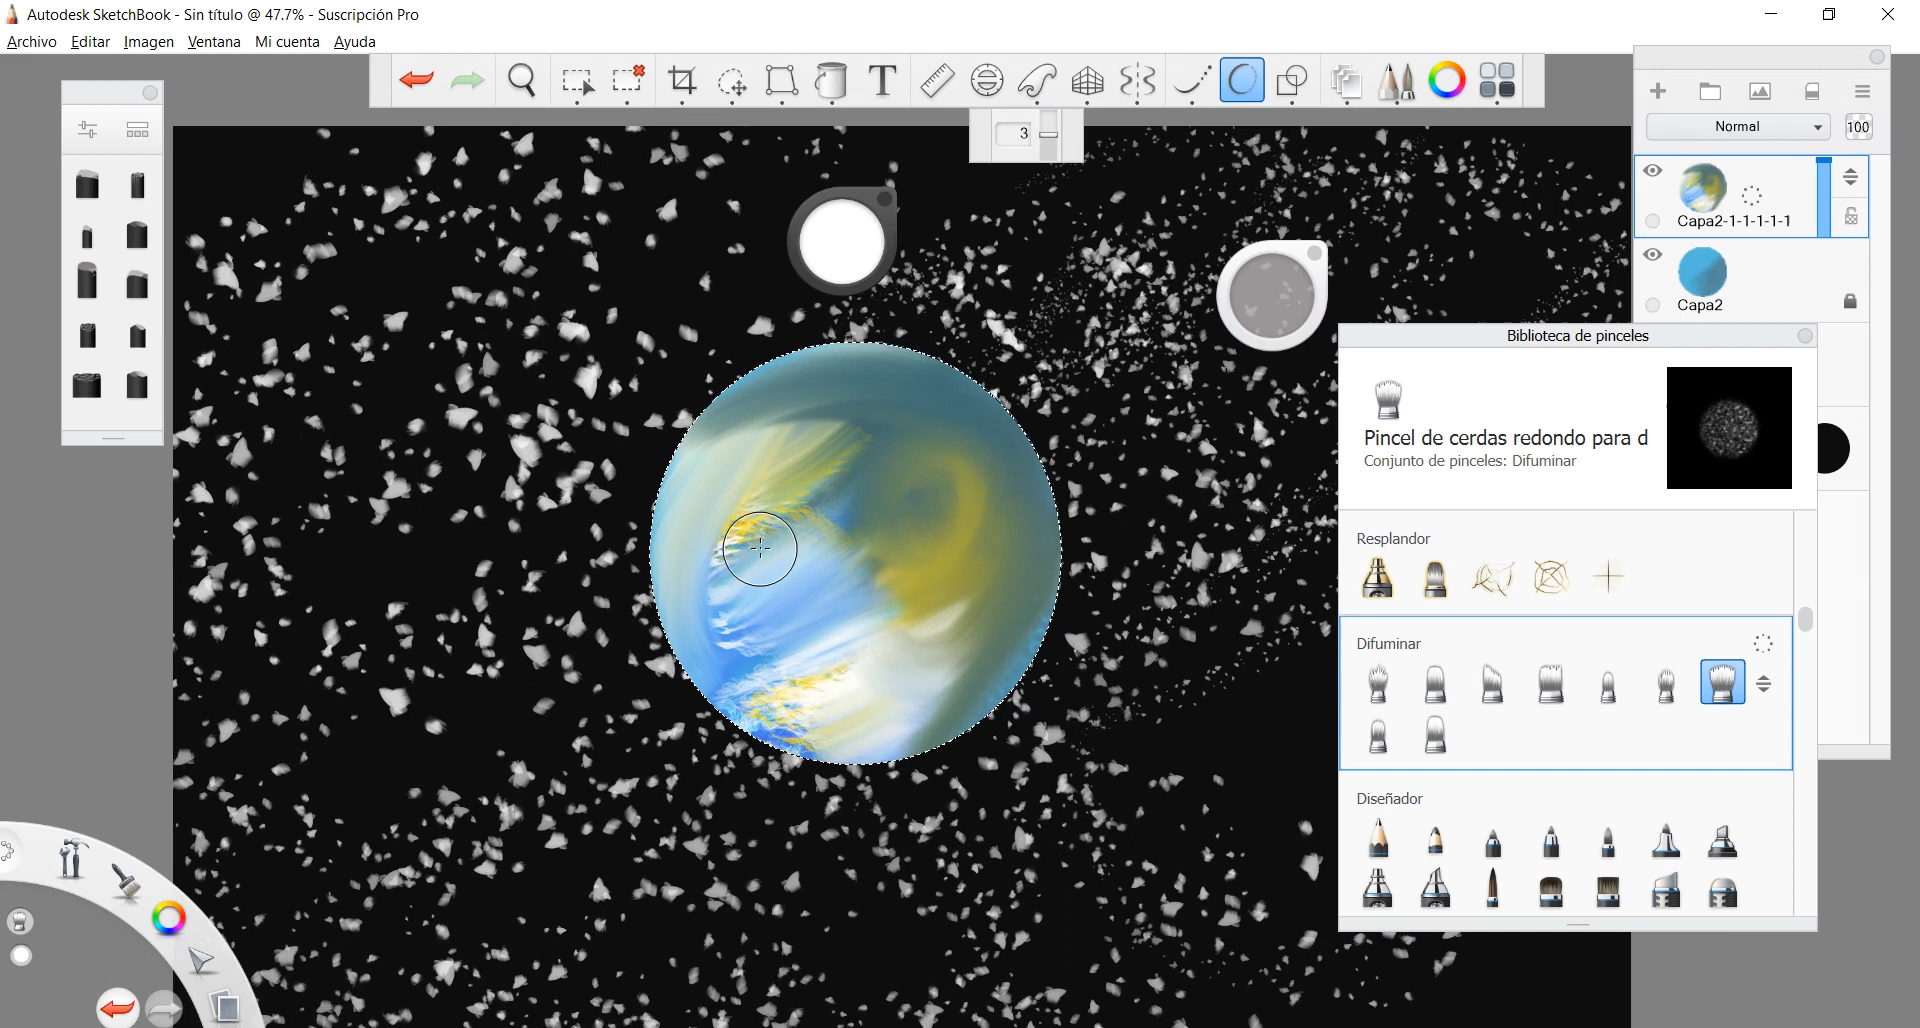 Autodesk SketchBook - Sin título @ 47.7% - Suscripción Pro
Archivo Editar Imagen Ventana Mi cuenta Ayuda
T
3
Normal 100
Capa2-1-1-1-1-1
Capa2
Biblioteca de pinceles
Pincel de cerdas redondo para d
Conjunto de pinceles: Difuminar
Resplandor
Difuminar
Diseñador